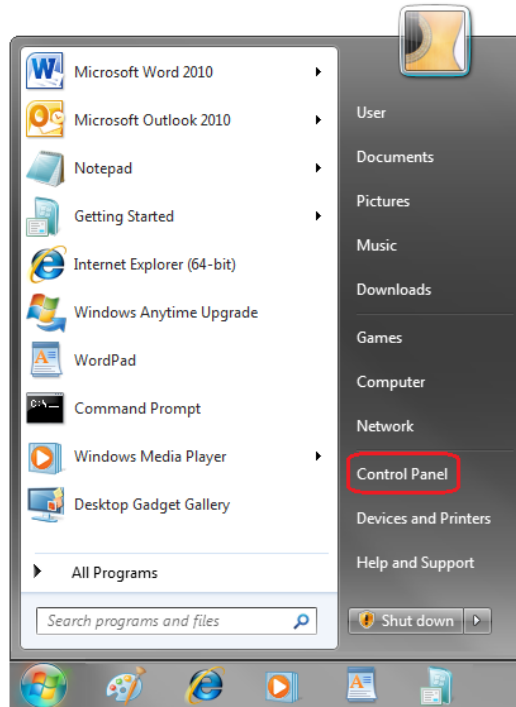 Microsoft Word 2010
Microsoft Outlook 2010
Notepad
Getting Started
Internet Explorer (64-bit)
Windows Anytime Upgrade
WordPad
Command Prompt
Windows Media Player
Desktop Gadget Gallery
All Programs
Search programs and files
User
Documents
Pictures
Music
Downloads
Games
Computer
Network
Control Panel
Devices and Printers
Help and Support
Shut down